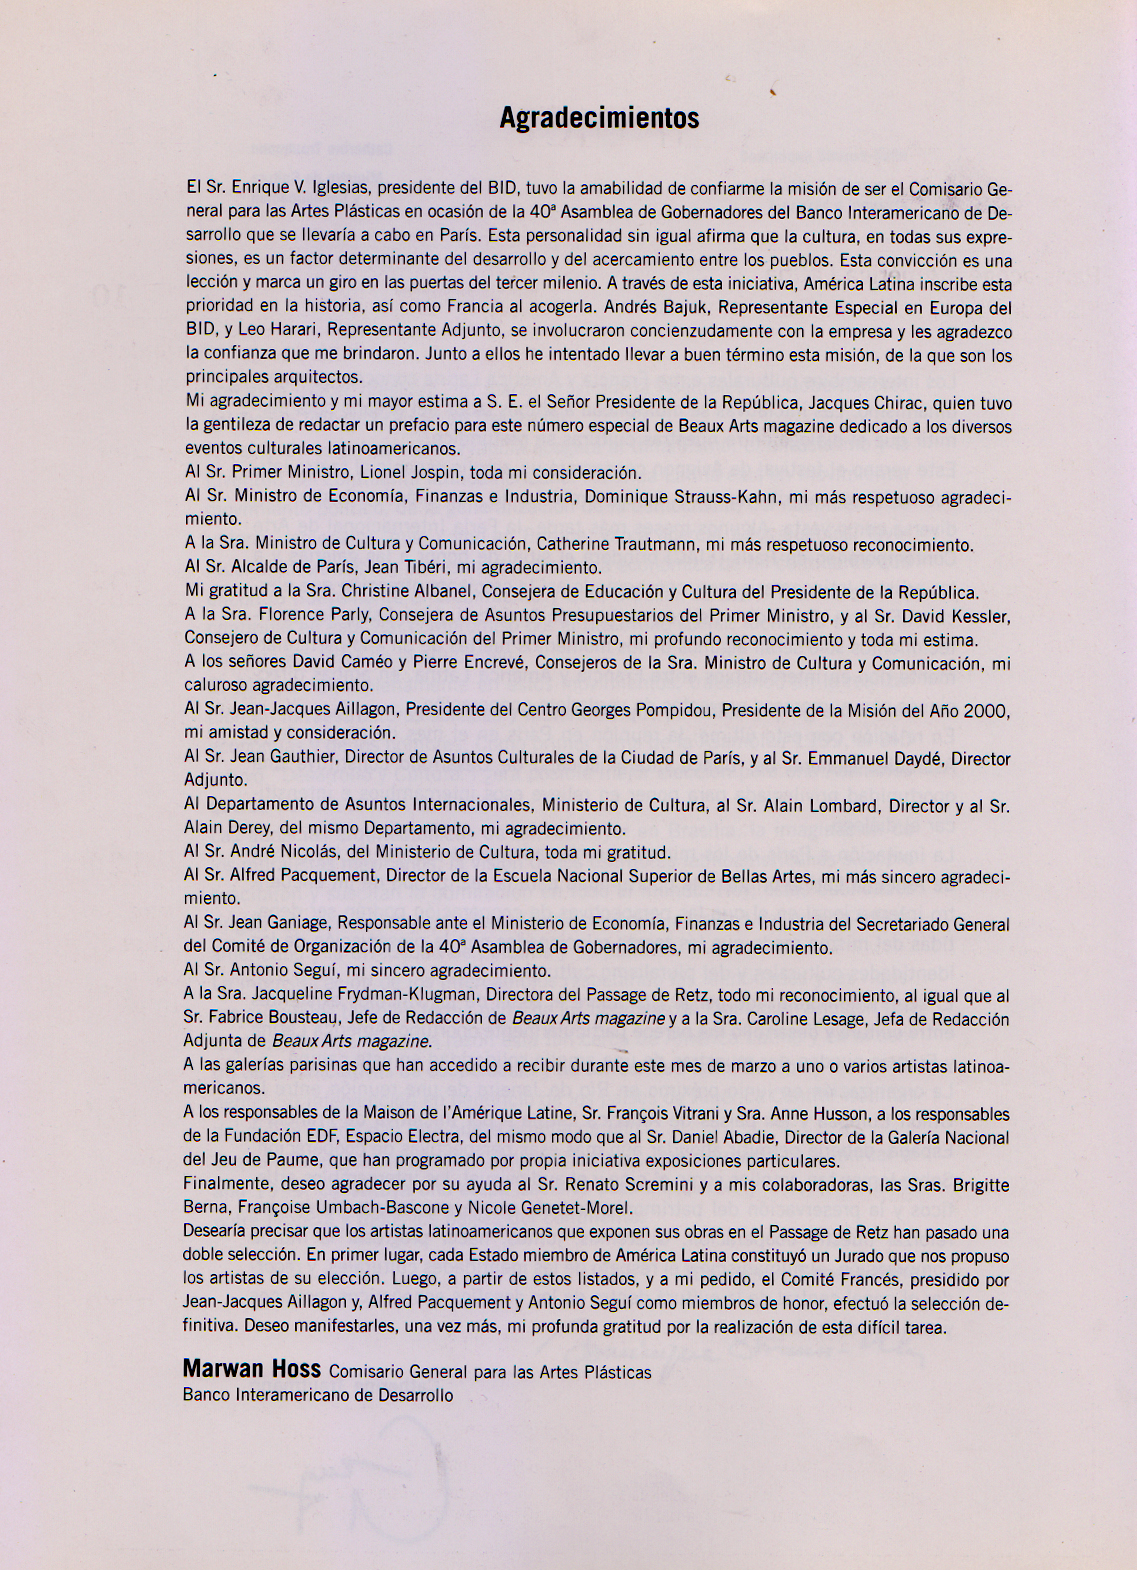 Agradecimientos
El Sr. Enrique V. Iglesias, presidente del BID, tuvo la amabilidad de confiarme la misión de ser el Comisario Ge-
neral para las Artes Plásticas en ocasión de la 40ª Asamblea de Gobernadores del Banco Interamericano de De-
sarrollo que se llevaría a cabo en París. Esta personalidad sin igual afirma que la cultura, en todas sus expre-
siones, es un factor determinante del desarrollo y del acercamiento entre los pueblos. Esta convicción es una
lección y marca un giro en las puertas del tercer milenio. A través de esta iniciativa, América Latina inscribe esta
prioridad en la historia, así como Francia al acogerla. Andrés Bajuk, Representante Especial en Europa del
BID, y Leo Harari, Representante Adjunto, se involucraron concienzudamente con la empresa y les agradezco
la confianza que me brindaron. Junto a ellos he intentado llevar a buen término esta misión, de la que son los
principales arquitectos.
Mi agradecimiento y mi mayor estima a S. E. el Señor Presidente de la República, Jacques Chirac, quien tuvo
la gentileza de redactar un prefacio para este número especial de Beaux Arts magazine dedicado a los diversos
eventos culturales latinoamericanos.
Al Sr. Primer Ministro, Lionel Jospin, toda mi consideración.
Al Sr. Ministro de Economía, Finanzas e Industria, Dominique Strauss-Kahn, mi más respetuoso agradeci-
miento.
A la Sra. Ministro de Cultura y Comunicación, Catherine Trautmann, mi más respetuoso reconocimiento.
Al Sr. Alcalde de París, Jean Tibéri, mi agradecimiento.
Mi gratitud a la Sra. Christine Albanel, Consejera de Educación y Cultura del Presidente de la República.
A la Sra. Florence Parly, Consejera de Asuntos Presupuestarios del Primer Ministro, y al Sr. David Kessler,
Consejero de Cultura y Comunicación del Primer Ministro, mi profundo reconocimiento y toda mi estima.
A los señores David Caméo y Pierre Encrevé, Consejeros de la Sra. Ministro de Cultura y Comunicación, mi
caluroso agradecimiento.
Al Sr. Jean-Jacques Aillagon, Presidente del Centro Georges Pompidou, Presidente de la Misión del Año 2000,
mi amistad y consideración.
Al Sr. Jean Gauthier, Director de Asuntos Culturales de la Ciudad de París, y al Sr. Emmanuel Daydé, Director
Adjunto.
Al Departamento de Asuntos Internacionales, Ministerio de Cultura, al Sr. Alain Lombard, Director y al Sr.
Alain Derey, del mismo Departamento, mi agradecimiento.
Al Sr. André Nicolás, del Ministerio de Cultura, toda mi gratitud.
Al Sr. Alfred Pacquement, Director de la Escuela Nacional Superior de Bellas Artes, mi más sincero agradeci-
miento.
Al Sr. Jean Ganiage, Responsable ante el Ministerio de Economía, Finanzas e Industria del Secretariado General
del Comité de Organización de la 40ª Asamblea de Gobernadores, mi agradecimiento.
Al Sr. Antonio Seguí, mi sincero agradecimiento.
A la Sra. Jacqueline Frydman-Klugman, Directora del Passage de Retz, todo mi reconocimiento, al igual que al
Sr. Fabrice Bousteau, Jefe de Redacción de Beaux Arts magazine y a la Sra. Caroline Lesage, Jefa de Redacción
Adjunta de Beaux Arts magazine.
A las galerías parisinas que han accedido a recibir durante este mes de marzo a uno o varios artistas latinoa-
mericanos.
A los responsables de la Maison de l'Amérique Latine, Sr. François Vitrani y Sra. Anne Husson, a los responsables
de la Fundación EDF, Espacio Electra, del mismo modo que al Sr. Daniel Abadie, Director de la Galería Nacional
del Jeu de Paume, que han programado por propia iniciativa exposiciones particulares.
Finalmente, deseo agradecer por su ayuda al Sr. Renato Scremini y a mis colaboradoras, las Sras. Brigitte
Berna, Françoise Umbach-Bascone y Nicole Genetet-Morel.
Desearía precisar que los artistas latinoamericanos que exponen sus obras en el Passage de Retz han pasado una
doble selección. En primer lugar, cada Estado miembro de América Latina constituyó un Jurado que nos propuso
los artistas de su elección. Luego, a partir de estos listados, y a mi pedido, el Comité Francés, presidido por
Jean-Jacques Aillagon y, Alfred Pacquement y Antonio Seguí como miembros de honor, efectuó la selección de-
finitiva. Deseo manifestarles, una vez más, mi profunda gratitud por la realización de esta difícil tarea.
Marwan Hoss Comisario General para las Artes Plásticas
Banco Interamericano de Desarrollo